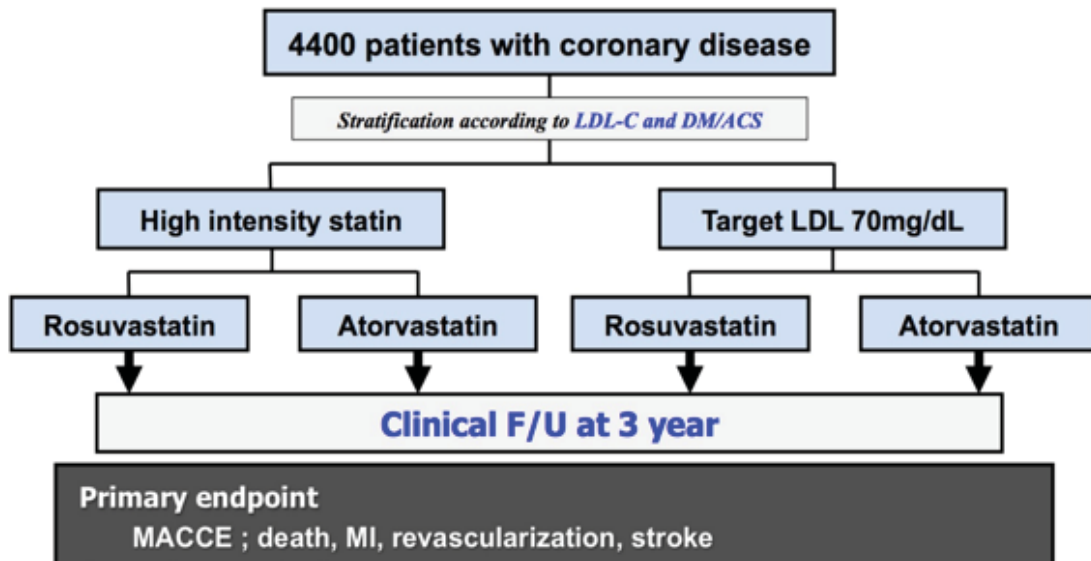 4400 patients with coronary disease
Stratification according to LDL-C and DM/ACS
High intensity statin
Target LDL 70mg/dL
Rosuvastatin
Atorvastatin
Rosuvastatin
Atorvastatin
Clinical F/U at 3 year
Primary endpoint
MACCE ; death, MI, revascularization, stroke